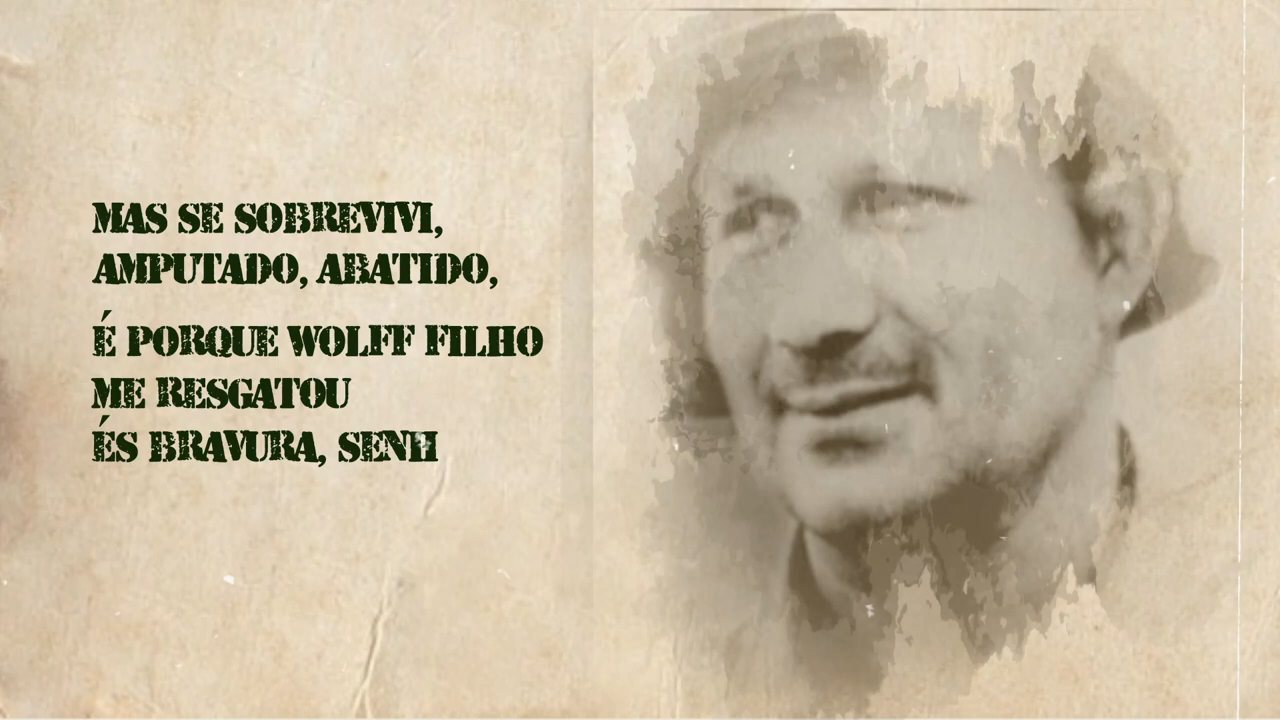 MAS SE SOBREVIVI,
AMPUTADO, ABATIDO,
É PORQUE WOLFF FILHO
ME RESGATOU
ÉS BRAVURA, SENH